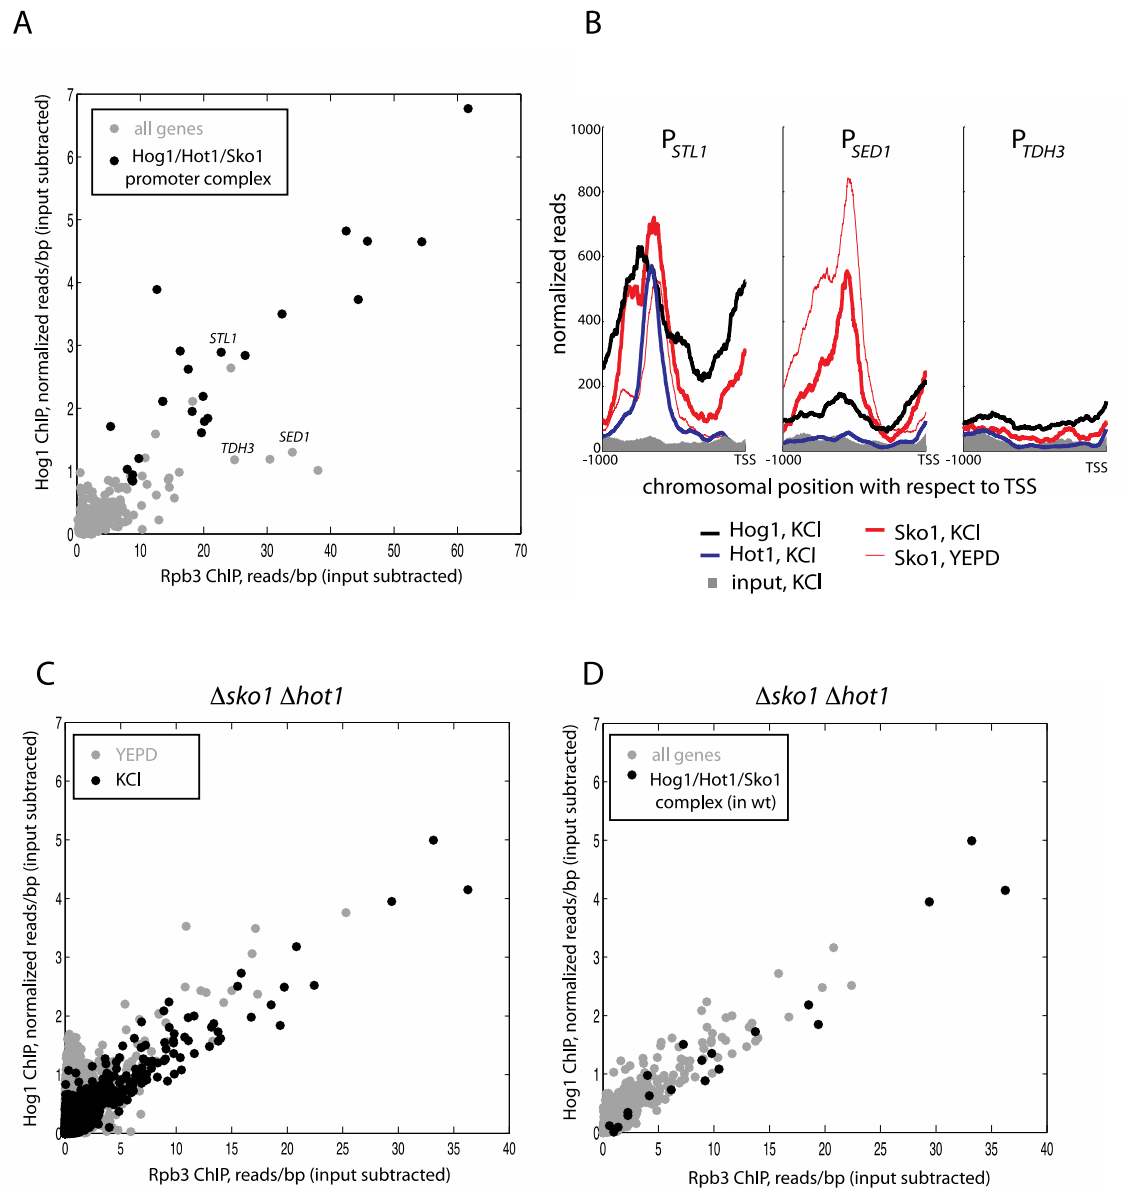 A
Hog1 ChIP, normalized reads/bp (input subtracted)
7
6
5
4
3
2
1
0
all genes
Hog1/Hot1/Sko1
promoter complex
STL1
TDH3
SED1
0 10 20 30 40 50 60 70
Rpb3 ChIP, reads/bp (input subtracted)
B
normalized reads
1000
800
600
400
200
0
P STL1
P SED1
P TDH3
-1000 TSS -1000 TSS -1000 TSS
chromosomal position with respect to TSS
Hog1, KCl
Hot1, KCl
input, KCl
Sko1, KCl
Sko1, YEPD
C
Δsko1 Δhot1
Hog1 ChIP, normalized reads/bp (input subtracted)
7
6
5
4
3
2
1
0
YEPD
KCl
0 5 10 15 20 25 30 35 40
Rpb3 ChIP, reads/bp (input subtracted)
D
Δsko1 Δhot1
Hog1 ChIP, normalized reads/bp (input subtracted)
7
6
5
4
3
2
1
0
all genes
Hog1/Hot1/Sko1
complex (in wt)
0 5 10 15 20 25 30 35 40
Rpb3 ChIP, reads/bp (input subtracted)